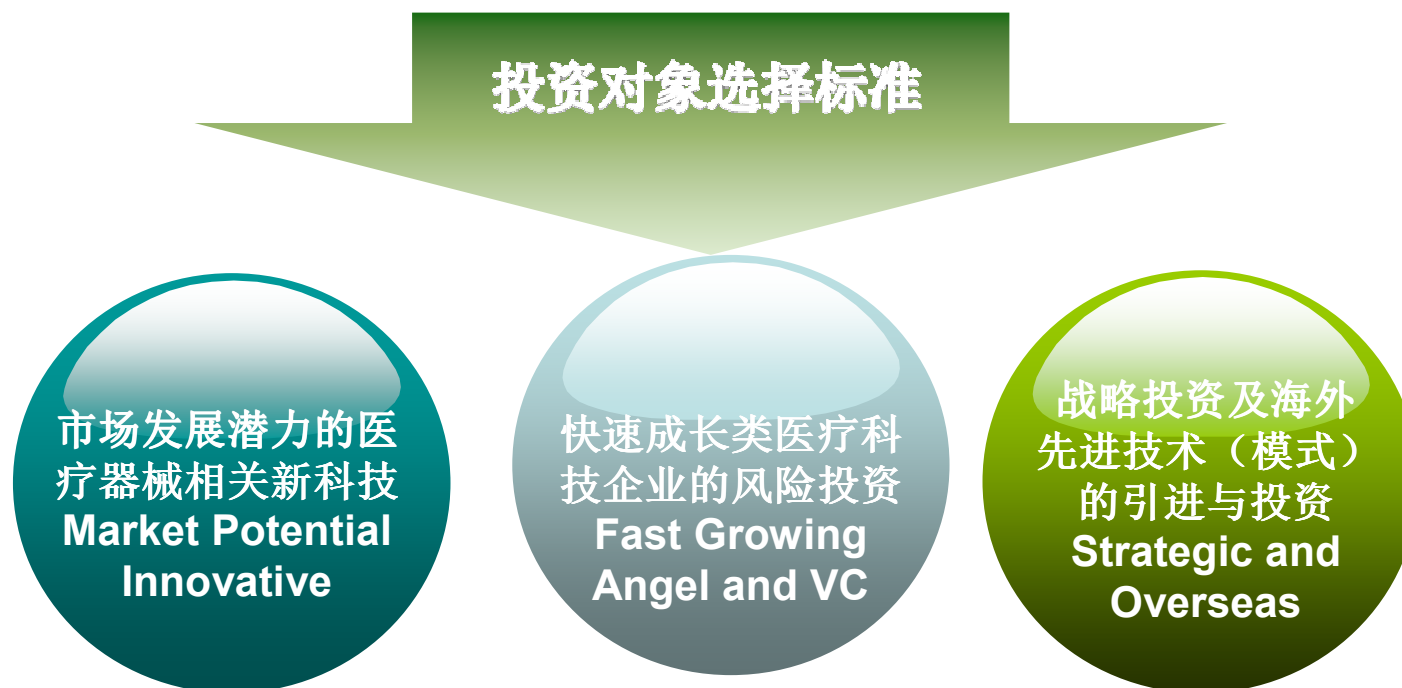 投资对象选择标准
市场发展潜力的医
疗器械相关新科技
Market Potential
Innovative
快速成长类医疗科
技企业的风险投资
Fast Growing
Angel and VC
战略投资及海外
先进技术（模式）
的引进与投资
Strategic and
Overseas